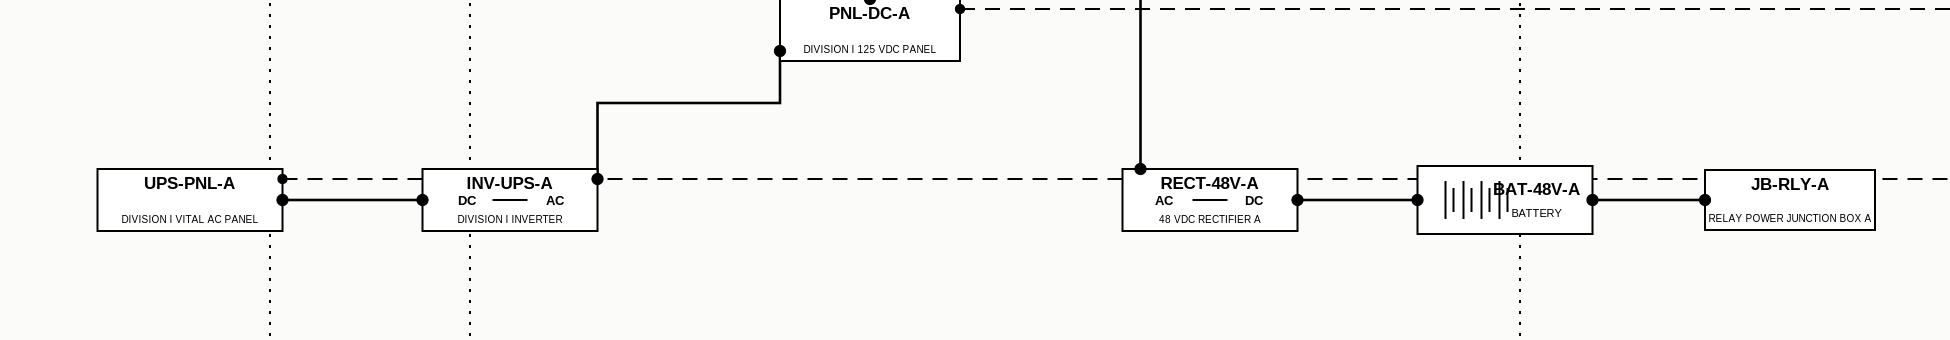 PNL-DC-A
DIVISION I 125 VDC PANEL
UPS-PNL-A
DIVISION I VITAL AC PANEL
INV-UPS-A
DC AC
DIVISION I INVERTER
RECT-48V-A
AC DC
48 VDC RECTIFIER A
BAT-48V-A
BATTERY
JB-RLY-A
RELAY POWER JUNCTION BOX A